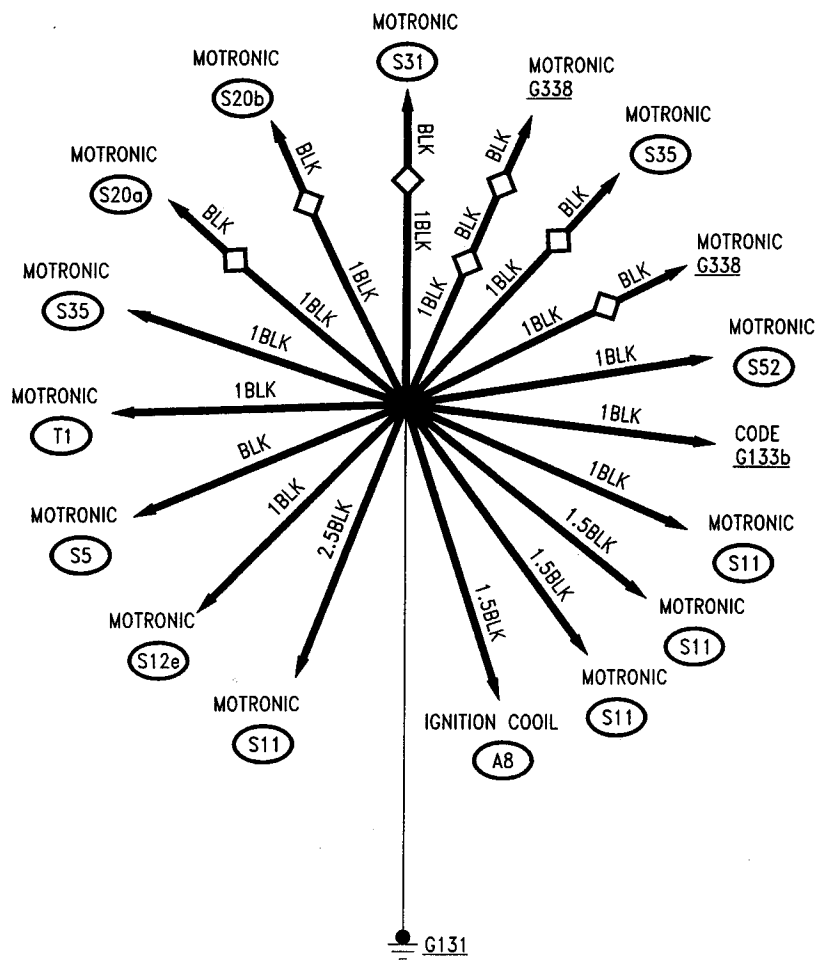 MOTRONIC
S31
BLK
1BLK
MOTRONIC
G338
BLK
BLK
1BLK
MOTRONIC
S35
BLK
1BLK
MOTRONIC
G338
BLK
1BLK
MOTRONIC
S52
1BLK
CODE
G133b
1BLK
MOTRONIC
S11
1BLK
MOTRONIC
S11
1.5BLK
MOTRONIC
S11
1.5BLK
IGNITION COOIL
A8
1.5BLK
MOTRONIC
S11
2.5BLK
MOTRONIC
S12e
1BLK
MOTRONIC
S5
BLK
MOTRONIC
T1
1BLK
MOTRONIC
S35
1BLK
MOTRONIC
S20a
BLK
1BLK
MOTRONIC
S20b
BLK
1BLK
G131